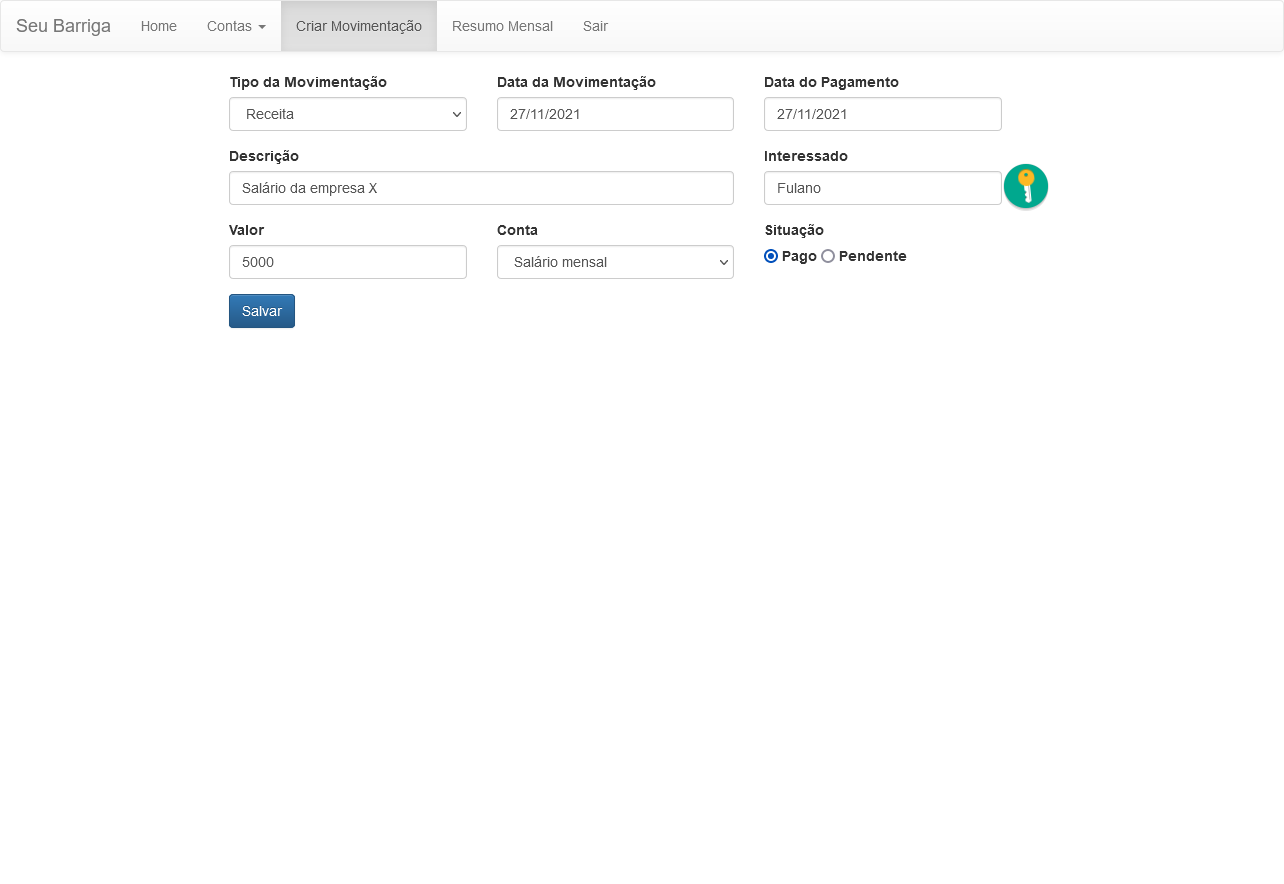 Seu Barriga Home Contas Criar Movimentação Resumo Mensal Sair
Tipo da Movimentação Data da Movimentação Data do Pagamento
Receita 27/11/2021 27/11/2021
Descrição Interessado
Salário da empresa X Fulano
Valor Conta Situação
5000 Salário mensal Pago Pendente
Salvar